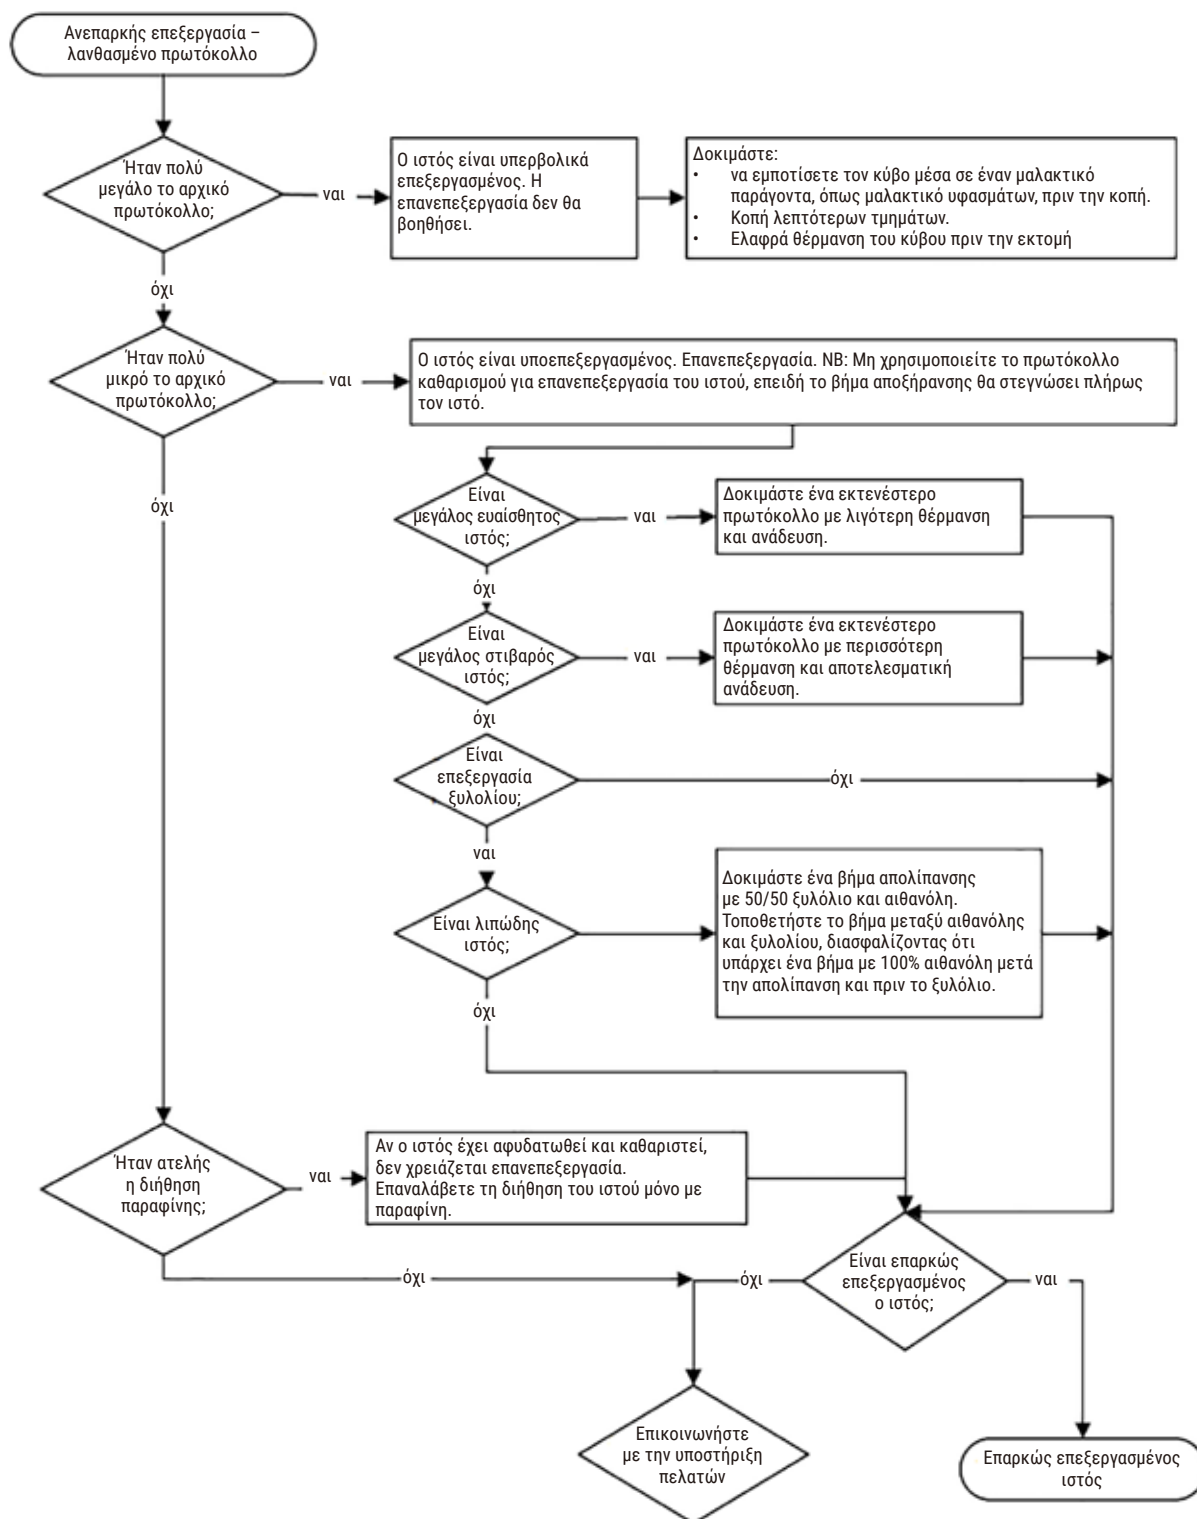 Ανεπαρκής επεξεργασία –
λανθασμένο πρωτόκολλο
Ήταν πολύ
μεγάλο το αρχικό
πρωτόκολλο;
ναι
Ο ιστός είναι υπερβολικά
επεξεργασμένος. Η
επανεπεξεργασία δεν θα
βοηθήσει.
Δοκιμάστε:
• να εμποτίσετε τον κύβο μέσα σε έναν μαλακτικό
παράγοντα, όπως μαλακτικό υφασμάτων, πριν την κοπή.
• Κοπή λεπτότερων τμημάτων.
• Ελαφρά θέρμανση του κύβου πριν την εκτομή
όχι
Ήταν πολύ
μικρό το αρχικό
πρωτόκολλο;
ναι
Ο ιστός είναι υποεπεξεργασμένος. Επανεπεξεργασία. NB: Μη χρησιμοποιείτε το πρωτόκολλο
καθαρισμού για επανεπεξεργασία του ιστού, επειδή το βήμα αποξήρανσης θα στεγνώσει πλήρως
τον ιστό.
όχι
Είναι
μεγάλος ευαίσθητος
ιστός;
ναι
Δοκιμάστε ένα εκτενέστερο
πρωτόκολλο με λιγότερη θέρμανση
και ανάδευση.
όχι
Είναι
μεγάλος στιβαρός
ιστός;
ναι
Δοκιμάστε ένα εκτενέστερο
πρωτόκολλο με περισσότερη
θέρμανση και αποτελεσματική
ανάδευση.
όχι
Είναι
επεξεργασία
ξυλολίου;
όχι
ναι
Είναι λιπώδης
ιστός;
Δοκιμάστε ένα βήμα απολίπανσης
με 50/50 ξυλόλιο και αιθανόλη.
Τοποθετήστε το βήμα μεταξύ αιθανόλης
και ξυλολίου, διασφαλίζοντας ότι
υπάρχει ένα βήμα με 100% αιθανόλη μετά
την απολίπανση και πριν το ξυλόλιο.
όχι
Ήταν ατελής
η διήθηση
παραφίνης;
ναι
Αν ο ιστός έχει αφυδατωθεί και καθαριστεί,
δεν χρειάζεται επανεπεξεργασία.
Επαναλάβετε τη διήθηση του ιστού μόνο με
παραφίνη.
όχι
όχι
Είναι επαρκώς
επεξεργασμένος
ο ιστός;
ναι
Επικοινωνήστε
με την υποστήριξη
πελατών
Επαρκώς επεξεργασμένος
ιστός